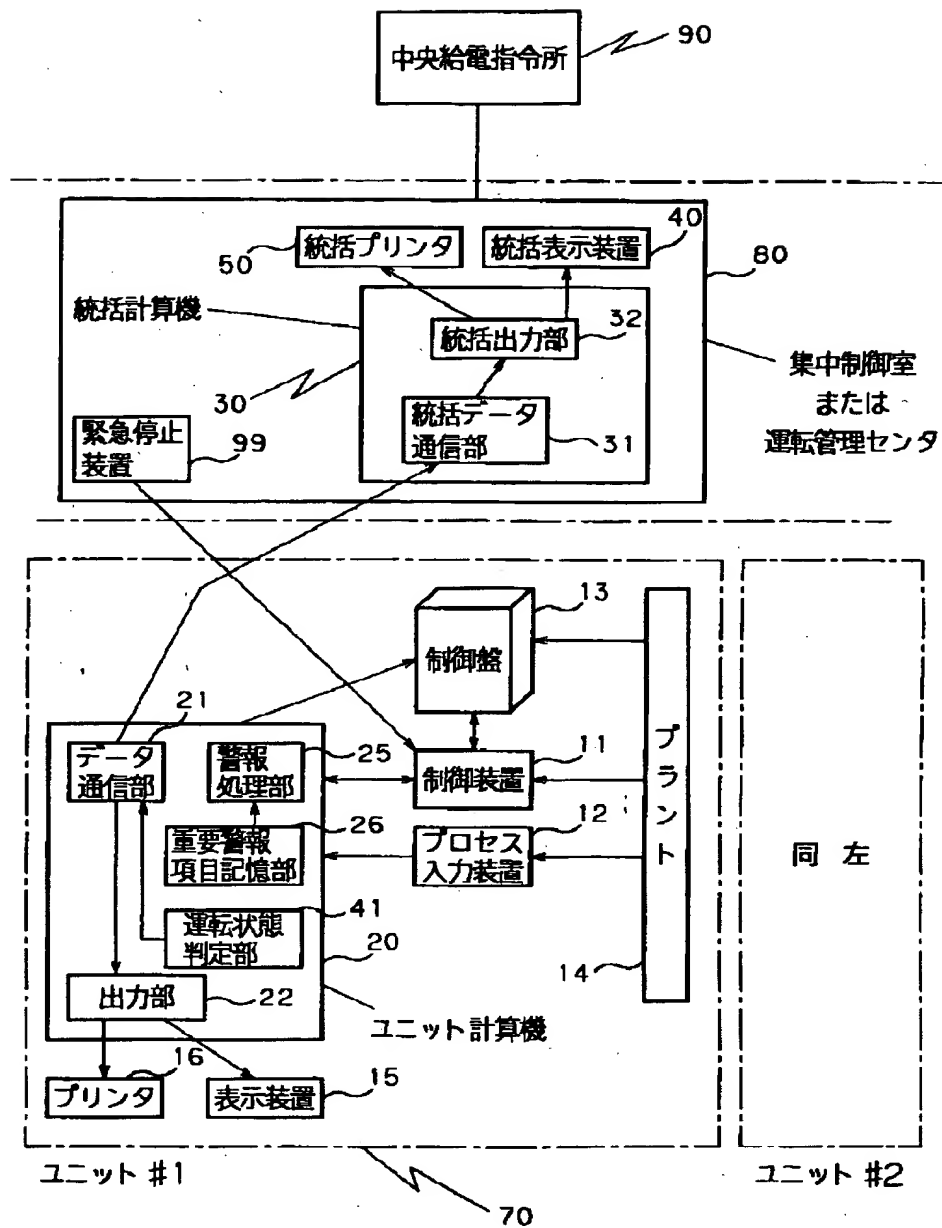 中央給電指令所
90
50
統括プリンタ
統括表示装置
40
80
統括計算機
統括出力部
32
30
統括データ
通信部
31
緊急停止
装置
99
集中制御室
または
運転管理センタ
13
制御盤
21
データ
通信部
警報
処理部
25
制御装置
11
重要警報
項目記憶部
26
プロセス
入力装置
12
プラント
同 左
運転状態
判定部
41
20
14
出力部
22
ユニット計算機
プリンタ
16
表示装置
15
ユニット #1
ユニット #2
70